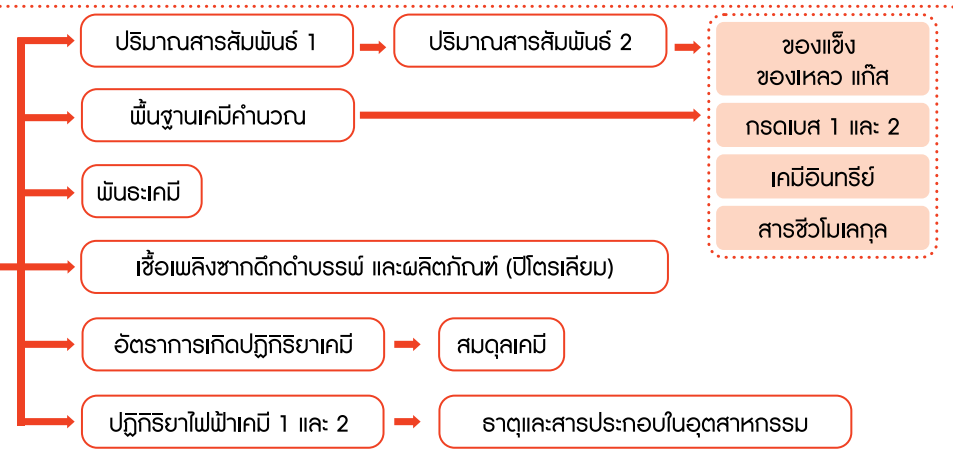 ปริมาณสารสัมพันธ์ 1
ปริมาณสารสัมพันธ์ 2
ของแข็ง
ของเหลว แก๊ส
พื้นฐานเคมีคำนวณ
กรดเบส 1 และ 2
พันธะเคมี
เคมีอินทรีย์
สารชีวโมเลกุล
เชื้อเพลิงซากดึกดำบรรพ์ และผลิตภัณฑ์ (ปิโตรเลียม)
อัตราการเกิดปฏิกิริยาเคมี
สมดุลเคมี
ปฏิกิริยาไฟฟ้าเคมี 1 และ 2
ธาตุและสารประกอบในอุตสาหกรรม